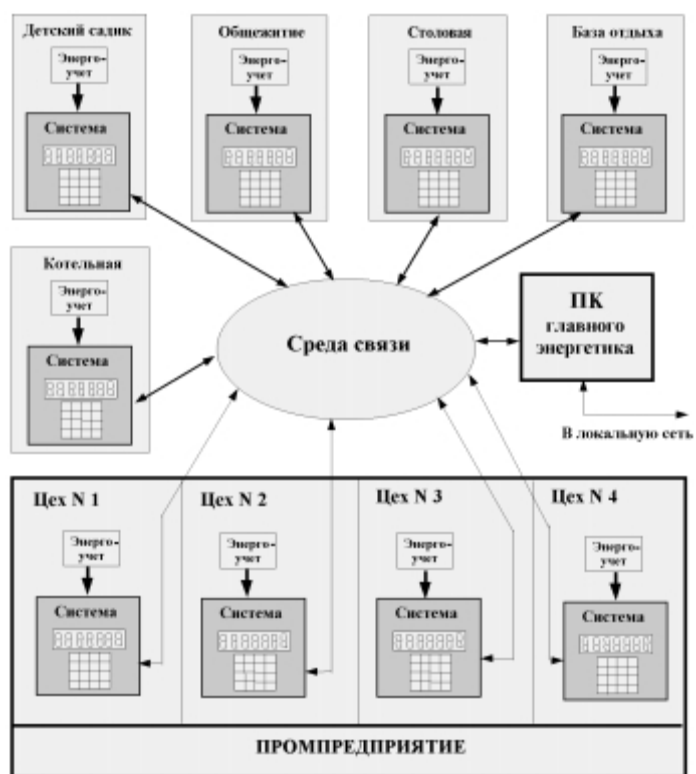 Детский садик
Энерго-
учет
Система
Общежитие
Энерго-
учет
Система
Столовая
Энерго-
учет
Система
База отдыха
Энерго-
учет
Система
Котельная
Энерго-
учет
Система
Среда связи
ПК
главного
энергетика
В локальную сеть
Цех N 1
Энерго-
учет
Система
Цех N 2
Энерго-
учет
Система
Цех N 3
Энерго-
учет
Система
Цех N 4
Энерго-
учет
Система
ПРОМПРЕДПРИЯТИЕ